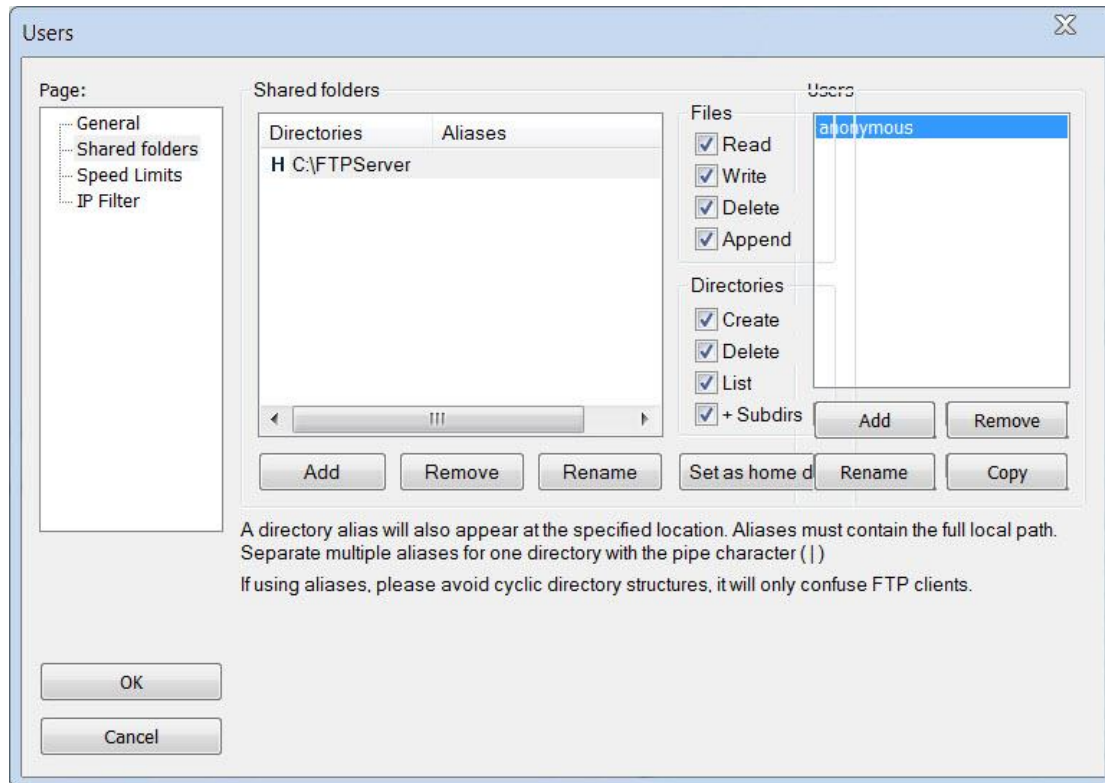 Users
Page:
General
Shared folders
Speed Limits
IP Filter
OK
Cancel
Shared folders
Directories Aliases
H C:\FTPServer
Add Remove Rename Set as home d
Files
Read
Write
Delete
Append
Directories
Create
Delete
List
+ Subdirs
Users
anonymous
Add Remove
Rename Copy
A directory alias will also appear at the specified location. Aliases must contain the full local path.
Separate multiple aliases for one directory with the pipe character ( | )
If using aliases, please avoid cyclic directory structures, it will only confuse FTP clients.